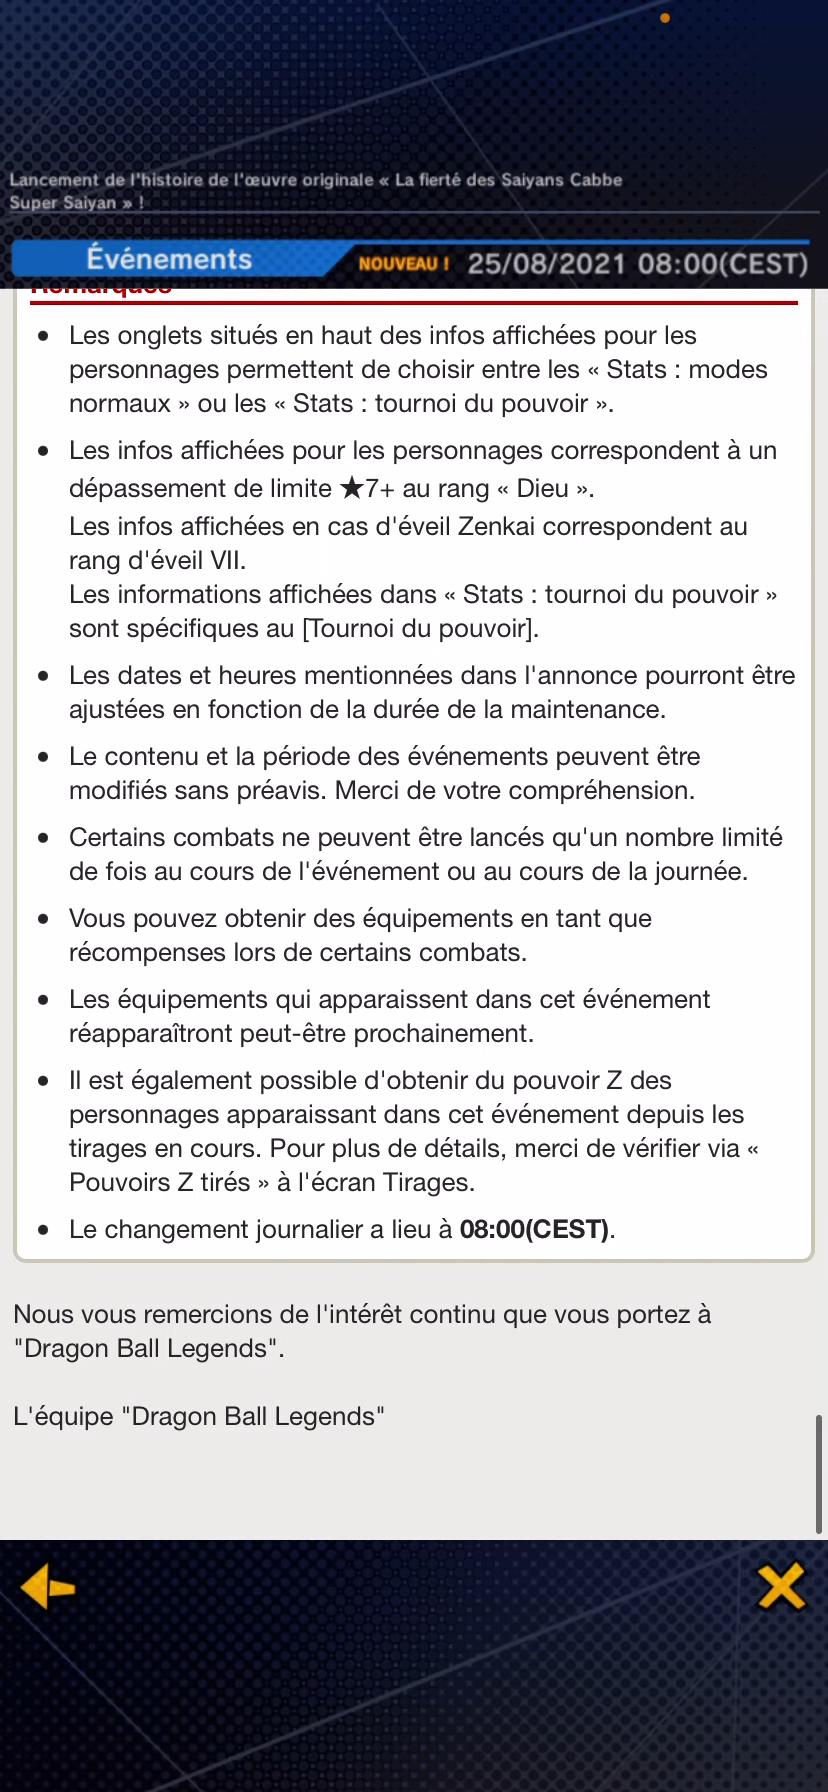 Lancement de l'histoire de l'œuvre originale « La fierté des Saiyans Cabbe
Super Saiyan » !
Événements NOUVEAU ! 25/08/2021 08:00(CEST)
Remarques
• Les onglets situés en haut des infos affichées pour les
personnages permettent de choisir entre les « Stats : modes
normaux » ou les « Stats : tournoi du pouvoir ».
• Les infos affichées pour les personnages correspondent à un
dépassement de limite ★7+ au rang « Dieu ».
Les infos affichées en cas d'éveil Zenkai correspondent au
rang d'éveil VII.
Les informations affichées dans « Stats : tournoi du pouvoir »
sont spécifiques au [Tournoi du pouvoir].
• Les dates et heures mentionnées dans l'annonce pourront être
ajustées en fonction de la durée de la maintenance.
• Le contenu et la période des événements peuvent être
modifiés sans préavis. Merci de votre compréhension.
• Certains combats ne peuvent être lancés qu'un nombre limité
de fois au cours de l'événement ou au cours de la journée.
• Vous pouvez obtenir des équipements en tant que
récompenses lors de certains combats.
• Les équipements qui apparaissent dans cet événement
réapparaîtront peut-être prochainement.
• Il est également possible d'obtenir du pouvoir Z des
personnages apparaissant dans cet événement depuis les
tirages en cours. Pour plus de détails, merci de vérifier via «
Pouvoirs Z tirés » à l'écran Tirages.
• Le changement journalier a lieu à 08:00(CEST).
Nous vous remercions de l'intérêt continu que vous portez à
"Dragon Ball Legends".
L'équipe "Dragon Ball Legends"